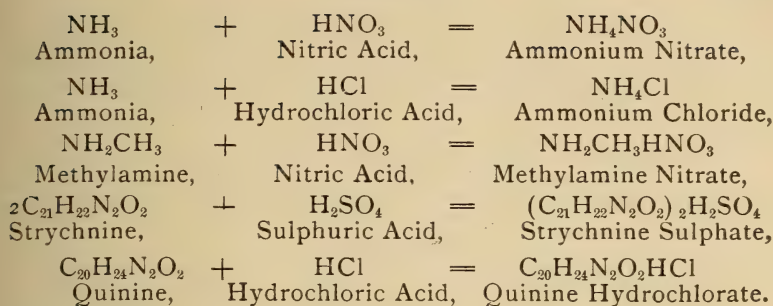 NH₃ + HNO₃ = NH₄NO₃
Ammonia, Nitric Acid, Ammonium Nitrate,
NH₃ + HCl = NH₄Cl
Ammonia, Hydrochloric Acid, Ammonium Chloride,
NH₂CH₃ + HNO₃ = NH₂CH₃HNO₃
Methylamine, Nitric Acid, Methylamine Nitrate,
2C₂₁H₂₂N₂O₂ + H₂SO₄ = (C₂₁H₂₂N₂O₂)₂H₂SO₄
Strychnine, Sulphuric Acid, Strychnine Sulphate,
C₂₀H₂₄N₂O₂ + HCl = C₂₀H₂₄N₂O₂HCl
Quinine, Hydrochloric Acid, Quinine Hydrochlorate.